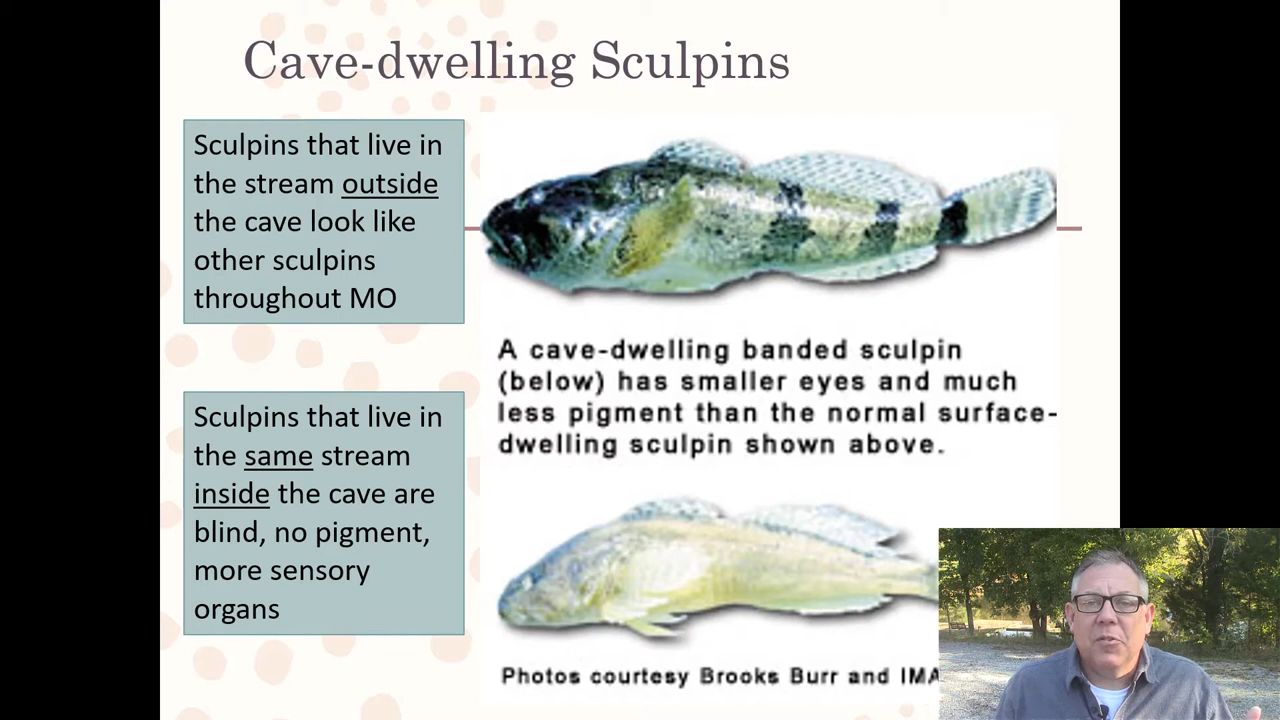 Cave-dwelling Sculpins
Sculpins that live in
the stream outside
the cave look like
other sculpins
throughout MO
A cave-dwelling banded sculpin
(below) has smaller eyes and much
less pigment than the normal surface-
dwelling sculpin shown above.
Sculpins that live in
the same stream
inside the cave are
blind, no pigment,
more sensory
organs
Photos courtesy Brooks Burr and IMA